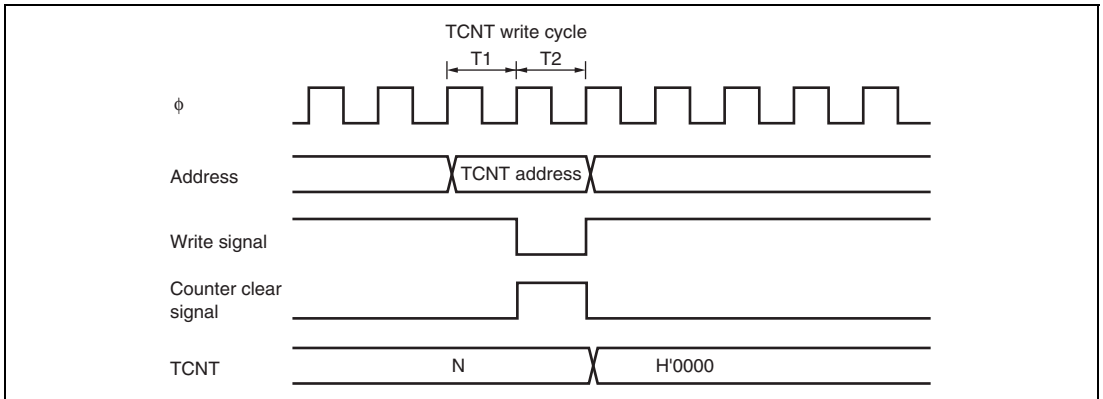 TCNT write cycle
T1 T2
ϕ
Address
TCNT address
Write signal
Counter clear
signal
TCNT
N
H'0000